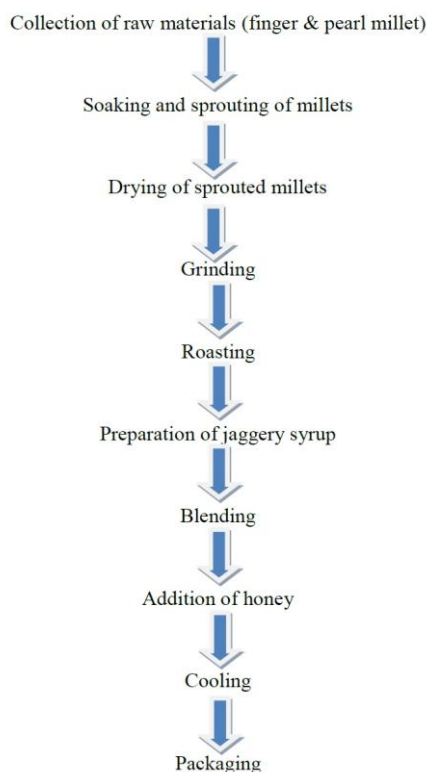 Collection of raw materials (finger & pearl millet)
Soaking and sprouting of millets
Drying of sprouted millets
Grinding
Roasting
Preparation of jaggery syrup
Blending
Addition of honey
Cooling
Packaging